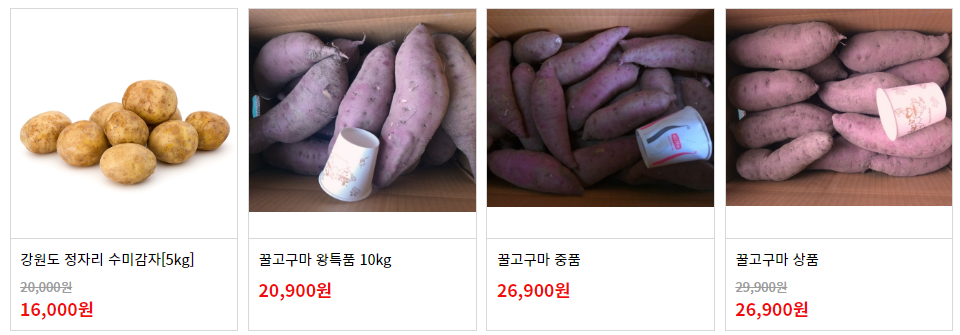 강원도 정자리 수미감자[5kg]
20,000원
16,000원
꿀고구마 왕특품 10kg
20,900원
꿀고구마 중품
26,900원
꿀고구마 상품
29,900원
26,900원